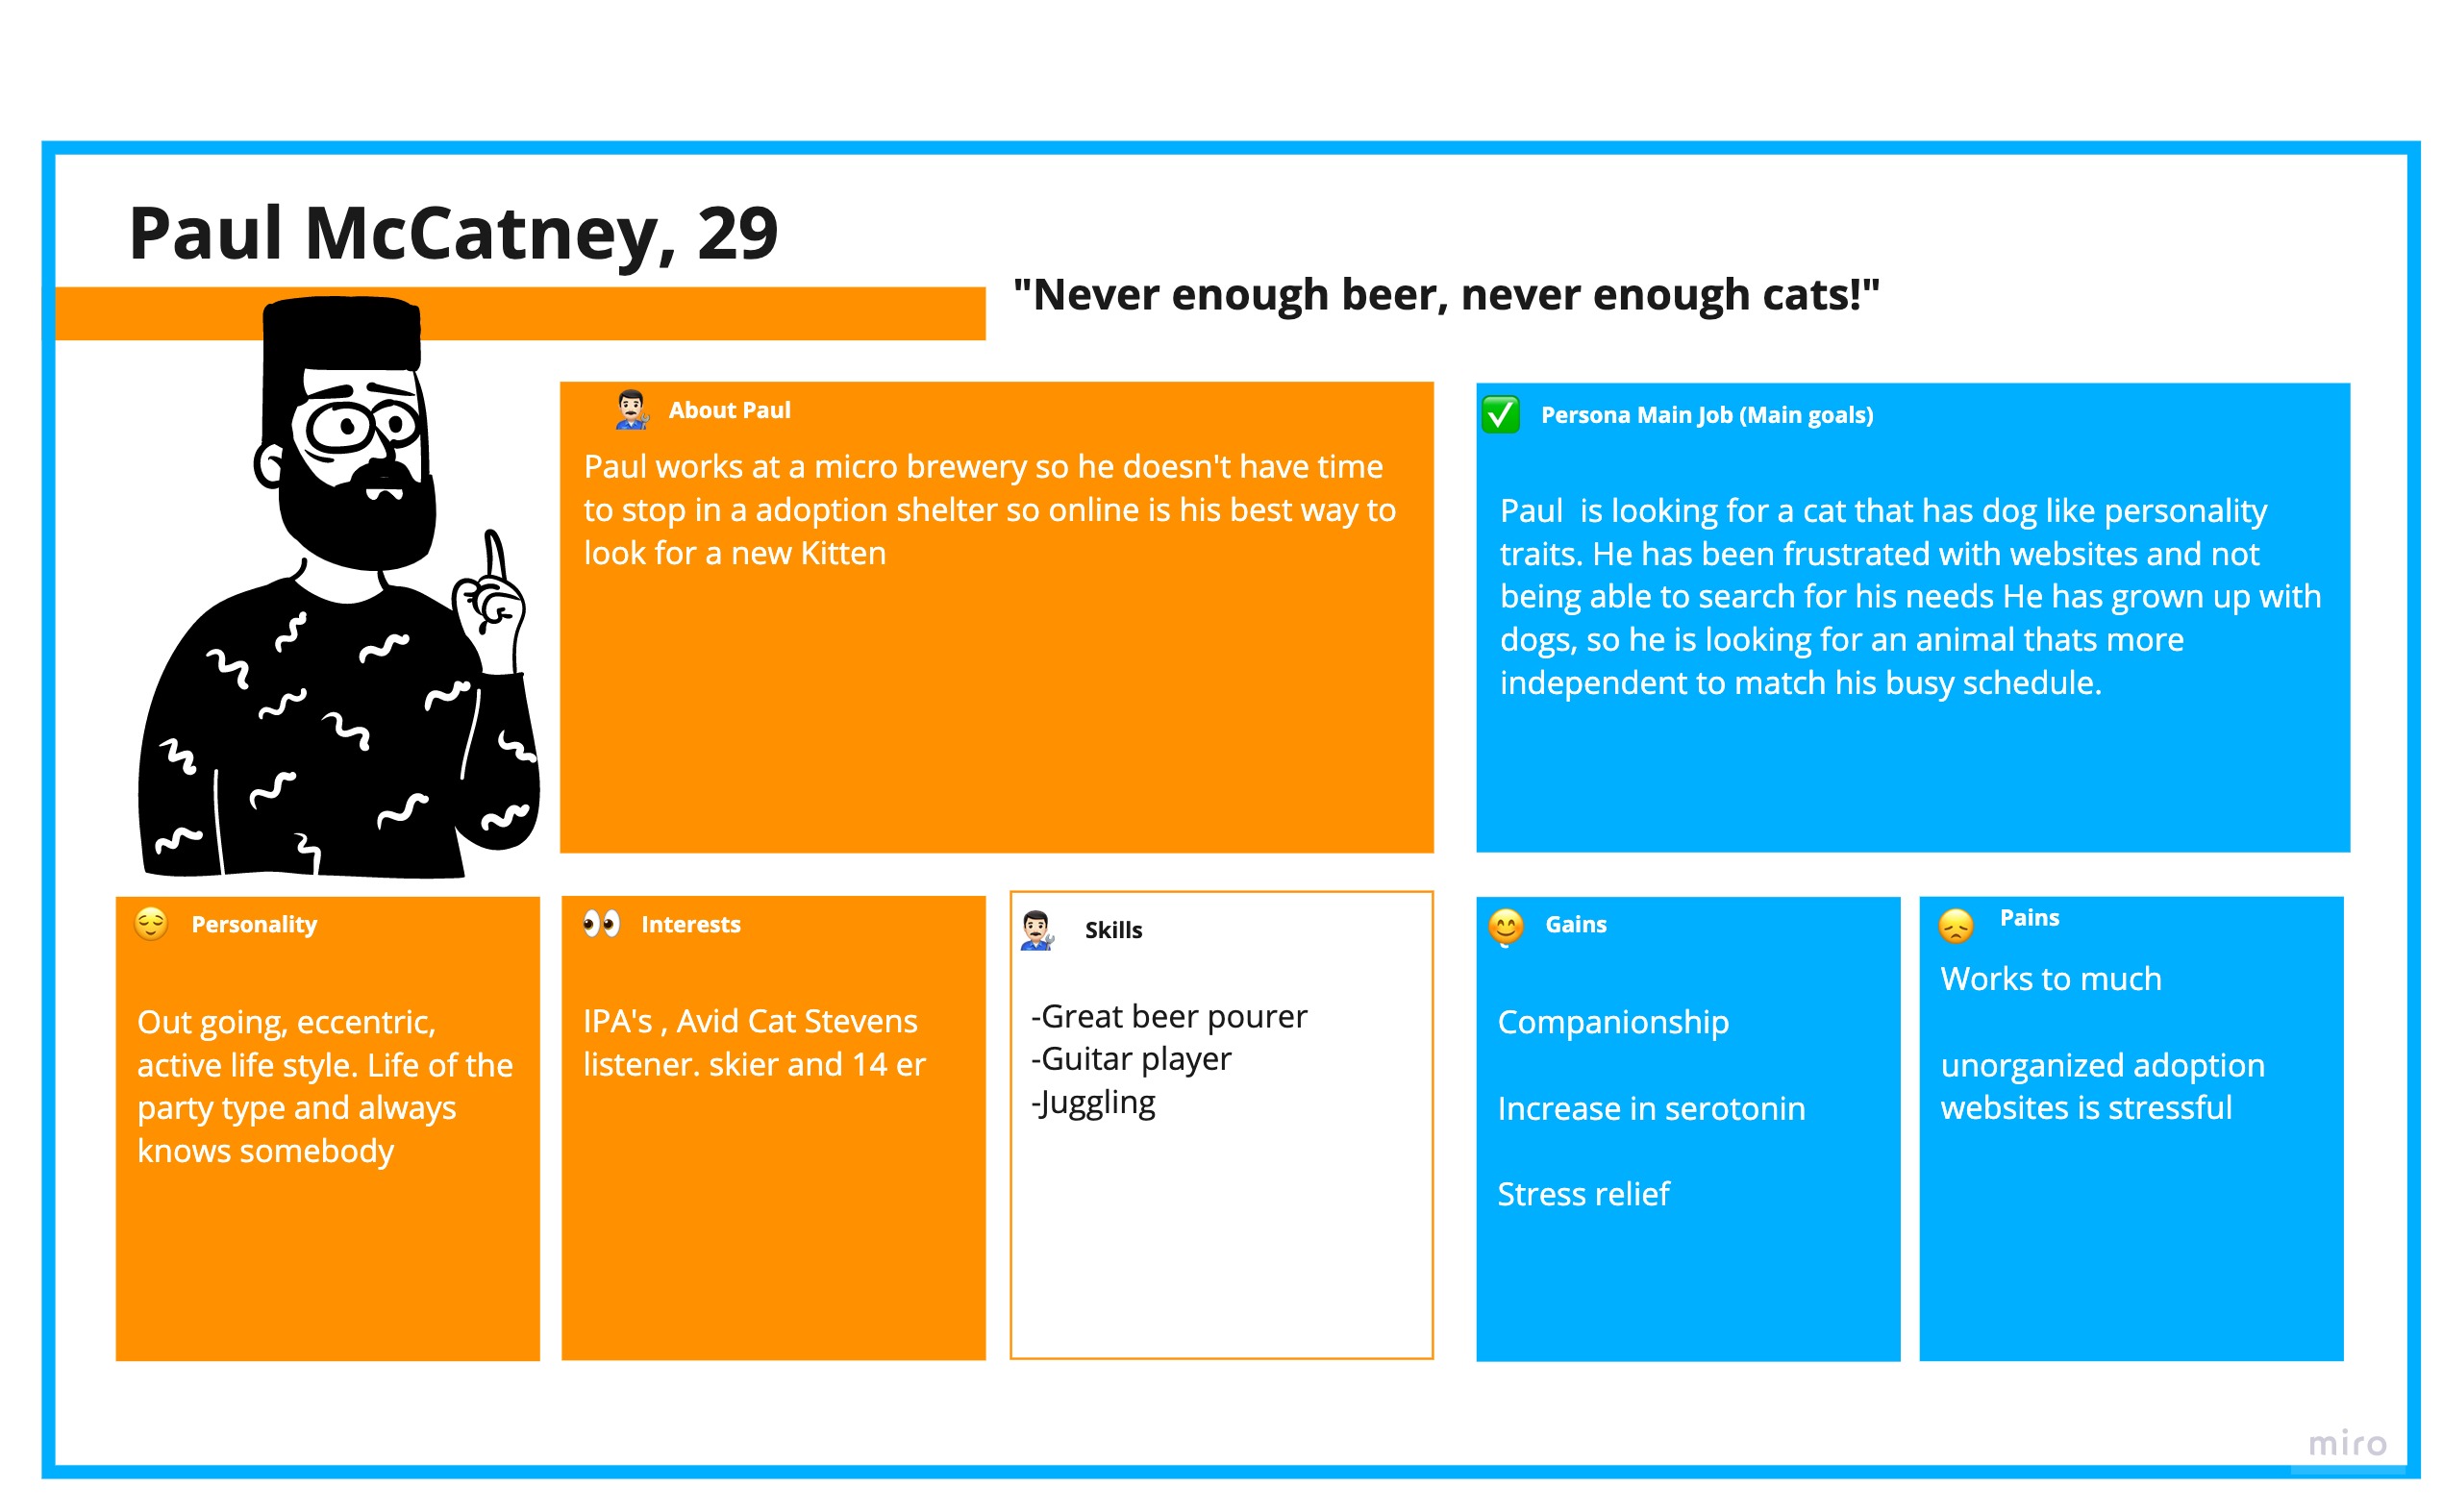 Paul McCatney, 29
"Never enough beer, never enough cats!"
About Paul
Paul works at a micro brewery so he doesn't have time
to stop in a adoption shelter so online is his best way to
look for a new Kitten
Persona Main Job (Main goals)
Paul  is looking for a cat that has dog like personality
traits. He has been frustrated with websites and not
being able to search for his needs He has grown up with
dogs, so he is looking for an animal thats more
independent to match his busy schedule.
Personality
Out going, eccentric,
active life style. Life of the
party type and always
knows somebody
Interests
IPA's , Avid Cat Stevens
listener. skier and 14 er
Skills
-Great beer pourer
-Guitar player
-Juggling
Gains
Companionship
Increase in serotonin
Stress relief
Pains
Works to much
unorganized adoption
websites is stressful
miro